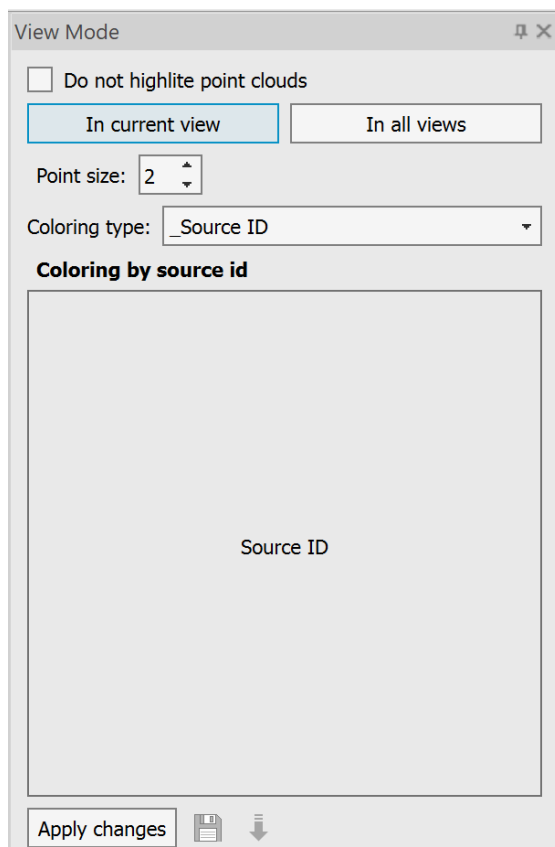 View Mode
Do not highlite point clouds
In current view In all views
Point size: 2
Coloring type: _Source ID
Coloring by source id
Source ID
Apply changes